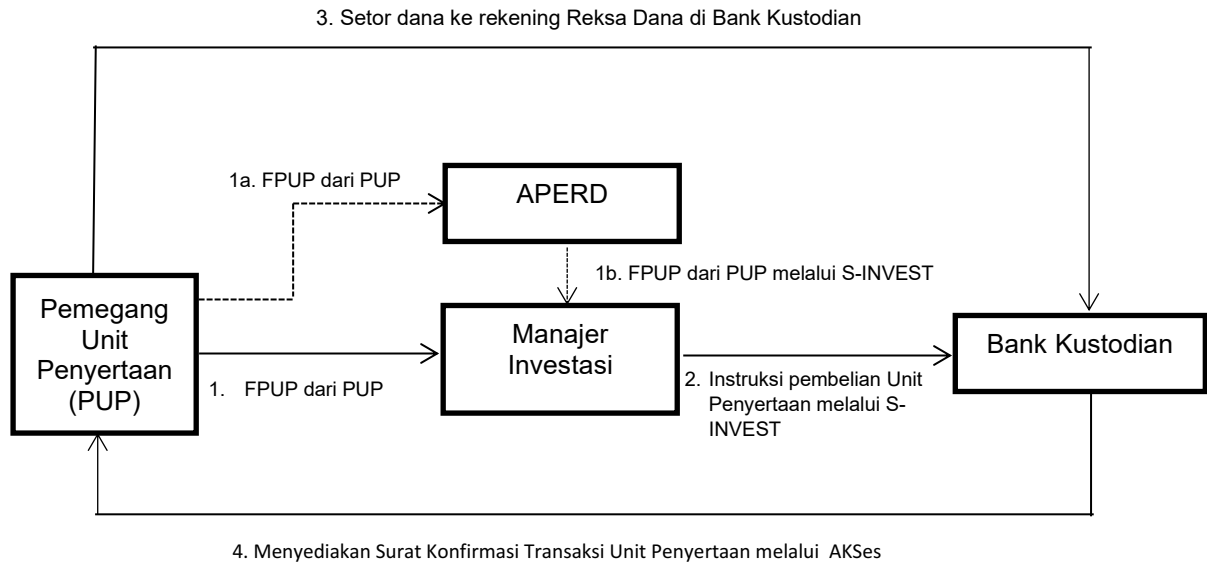 3. Setor dana ke rekening Reksa Dana di Bank Kustodian
1a. FPUP dari PUP
APERD
1b. FPUP dari PUP melalui S-INVEST
Pemegang
Unit
Penyertaan
(PUP)
Manajer
Investasi
Bank Kustodian
1. FPUP dari PUP
2. Instruksi pembelian Unit
Penyertaan melalui S-
INVEST
4. Menyediakan Surat Konfirmasi Transaksi Unit Penyertaan melalui AKSes